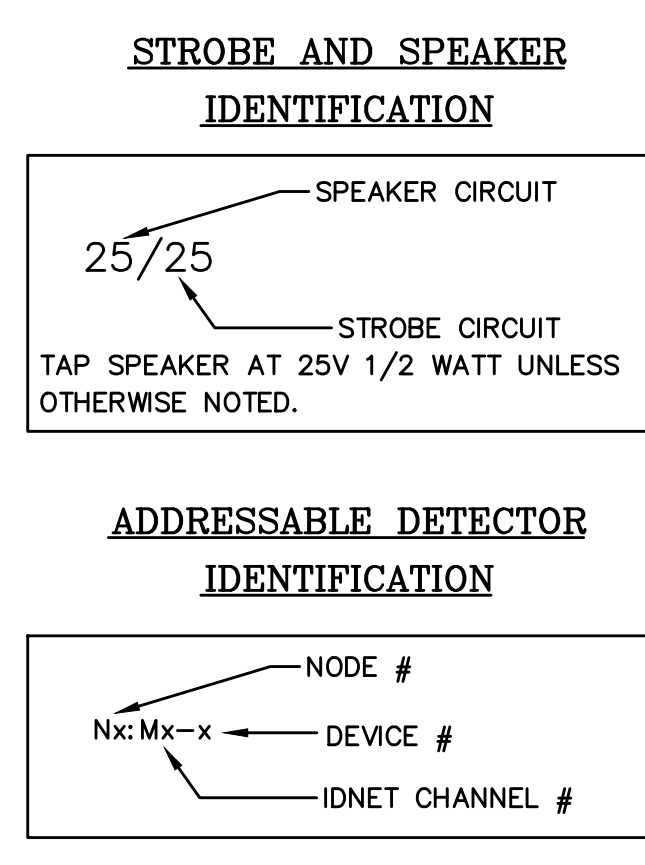 STROBE AND SPEAKER
IDENTIFICATION
SPEAKER CIRCUIT
25/25
STROBE CIRCUIT
TAP SPEAKER AT 25V 1/2 WATT UNLESS
OTHERWISE NOTED.
ADDRESSABLE DETECTOR
IDENTIFICATION
NODE #
Nx:Mx-x
DEVICE #
IDNET CHANNEL #